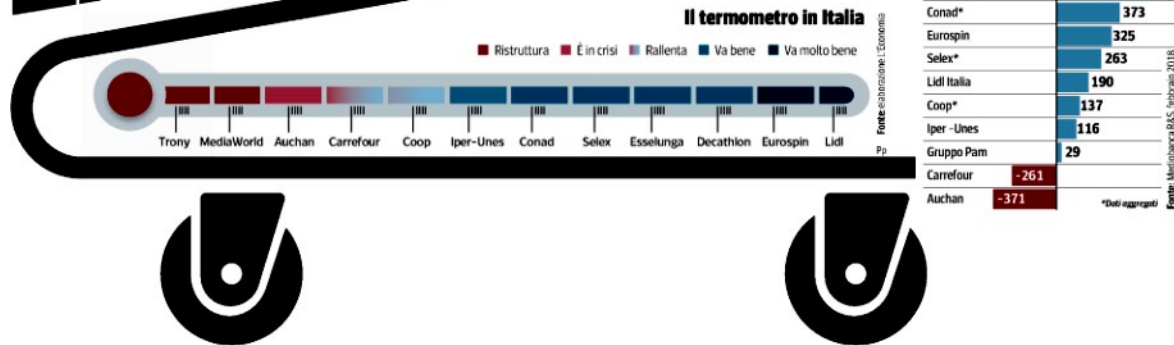 Il termometro in Italia
Ristruttura È in crisi Rallenta Va bene Va molto bene
Trony MediaWorld Auchan Carrefour Coop Iper-Unes Conad Selex Esselunga Decathlon Eurospin Lidl
Fonte: elaborazione L'Economia
Pp
Conad* 373
Eurospin 325
Selex* 263
Lidl Italia 190
Coop* 137
Iper -Unes 116
Gruppo Pam 29
Carrefour -261
Auchan -371
*Dati aggregati
Fonte: Mediobanca R&S, febbraio 2018